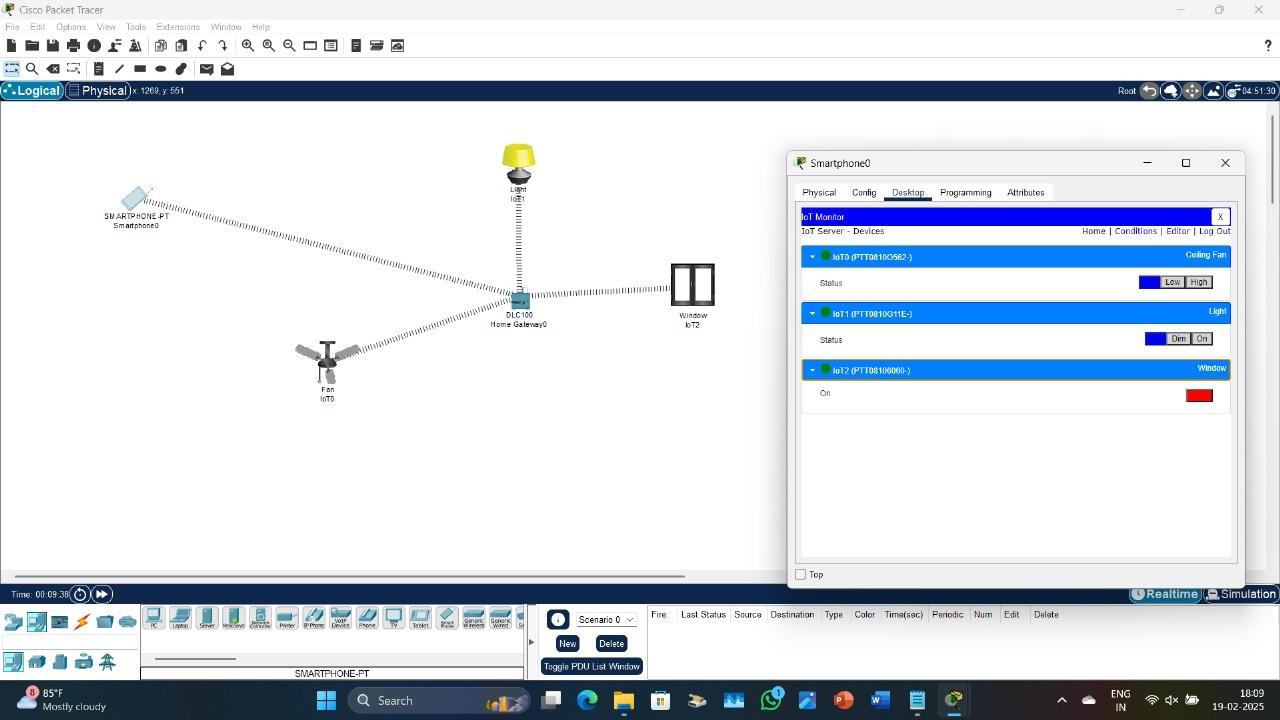 Cisco Packet Tracer
File Edit Options View Tools Extensions Window Help
?
Logical Physical x: 1269, y: 551 Root 04:51:30
SMARTPHONE-PT
Smartphone0
Light
IoT1
DLC100
Home Gateway0
Window
IoT2
Fan
IoT0
Smartphone0
Physical Config Desktop Programming Attributes
IoT Monitor X
IoT Server - Devices Home | Conditions | Editor | Log Out
IoT0 (PTT0810O562-) Ceiling Fan
Status Low High
IoT1 (PTT0810G11E-) Light
Status Dim On
IoT2 (PTT08106060-) Window
On
Top
Time: 00:09:38 Realtime Simulation
PC Laptop Server Printer IP Phone VoIP Device Phone TV Tablet Smart Phone Generic Wireless Generic Wired
SMARTPHONE-PT
Scenario 0
New Delete
Toggle PDU List Window
Fire Last Status Source Destination Type Color Time(sec) Periodic Num Edit Delete
8
85°F
Mostly cloudy
Search
1
ENG
IN
18:09
19-02-2025